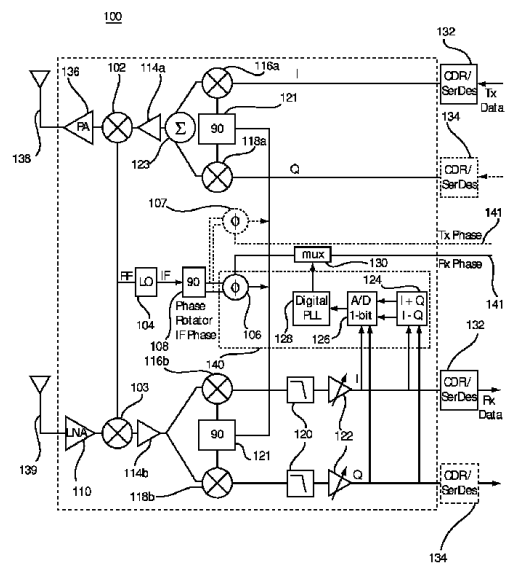 100
132
136
102
114a
116a
I
CDR/
SerDes
121
Tx
Data
PA
Σ
90
134
138
123
118a
Q
CDR/
SerDes
107
ϕ
Tx Phase
141
mux
130
Rx Phase
RF
LO
IF
90
ϕ
124
141
104
Phase
Rotator
IF Phase
106
Digital
PLL
A/D
1-bit
I + Q
I - Q
108
128
126
132
116b
140
103
I
CDR/
SerDes
Rx
Data
LNA
90
120
122
139
110
114b
121
Q
118b
CDR/
SerDes
134